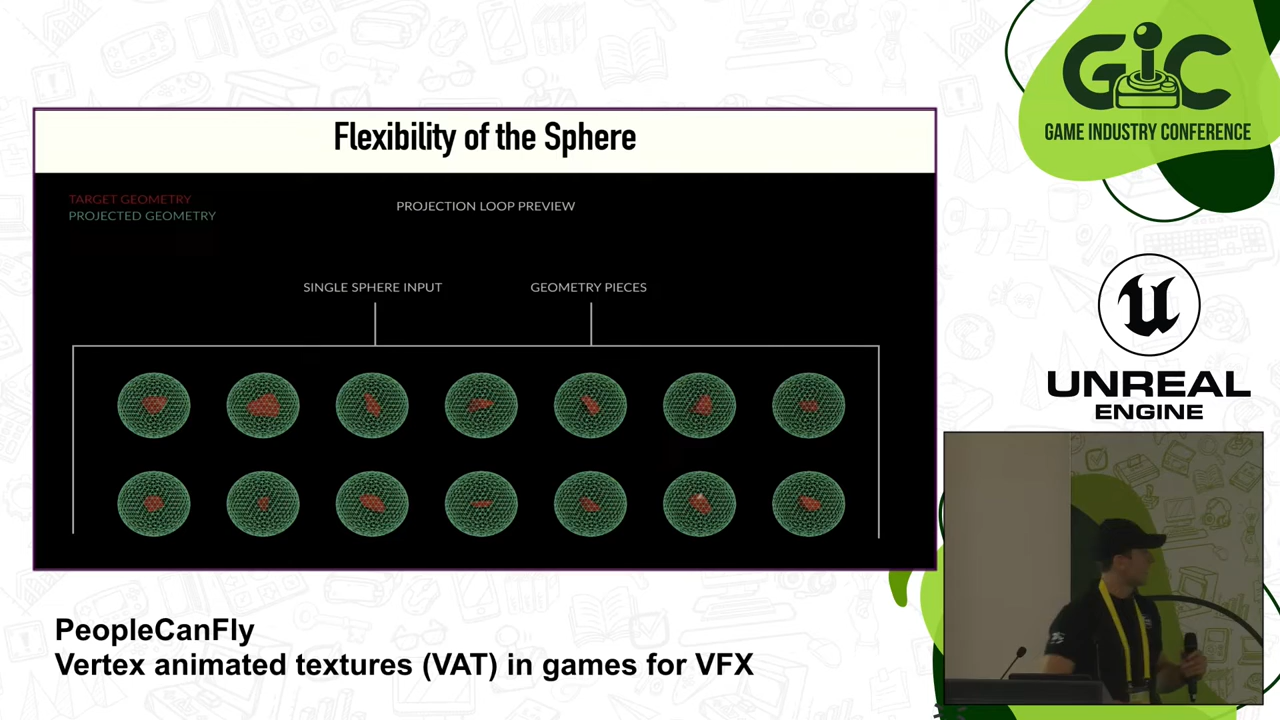 Flexibility of the Sphere
TARGET GEOMETRY
PROJECTED GEOMETRY
PROJECTION LOOP PREVIEW
SINGLE SPHERE INPUT
GEOMETRY PIECES
GIC
GAME INDUSTRY CONFERENCE
UNREAL
ENGINE
PeopleCanFly
Vertex animated textures (VAT) in games for VFX